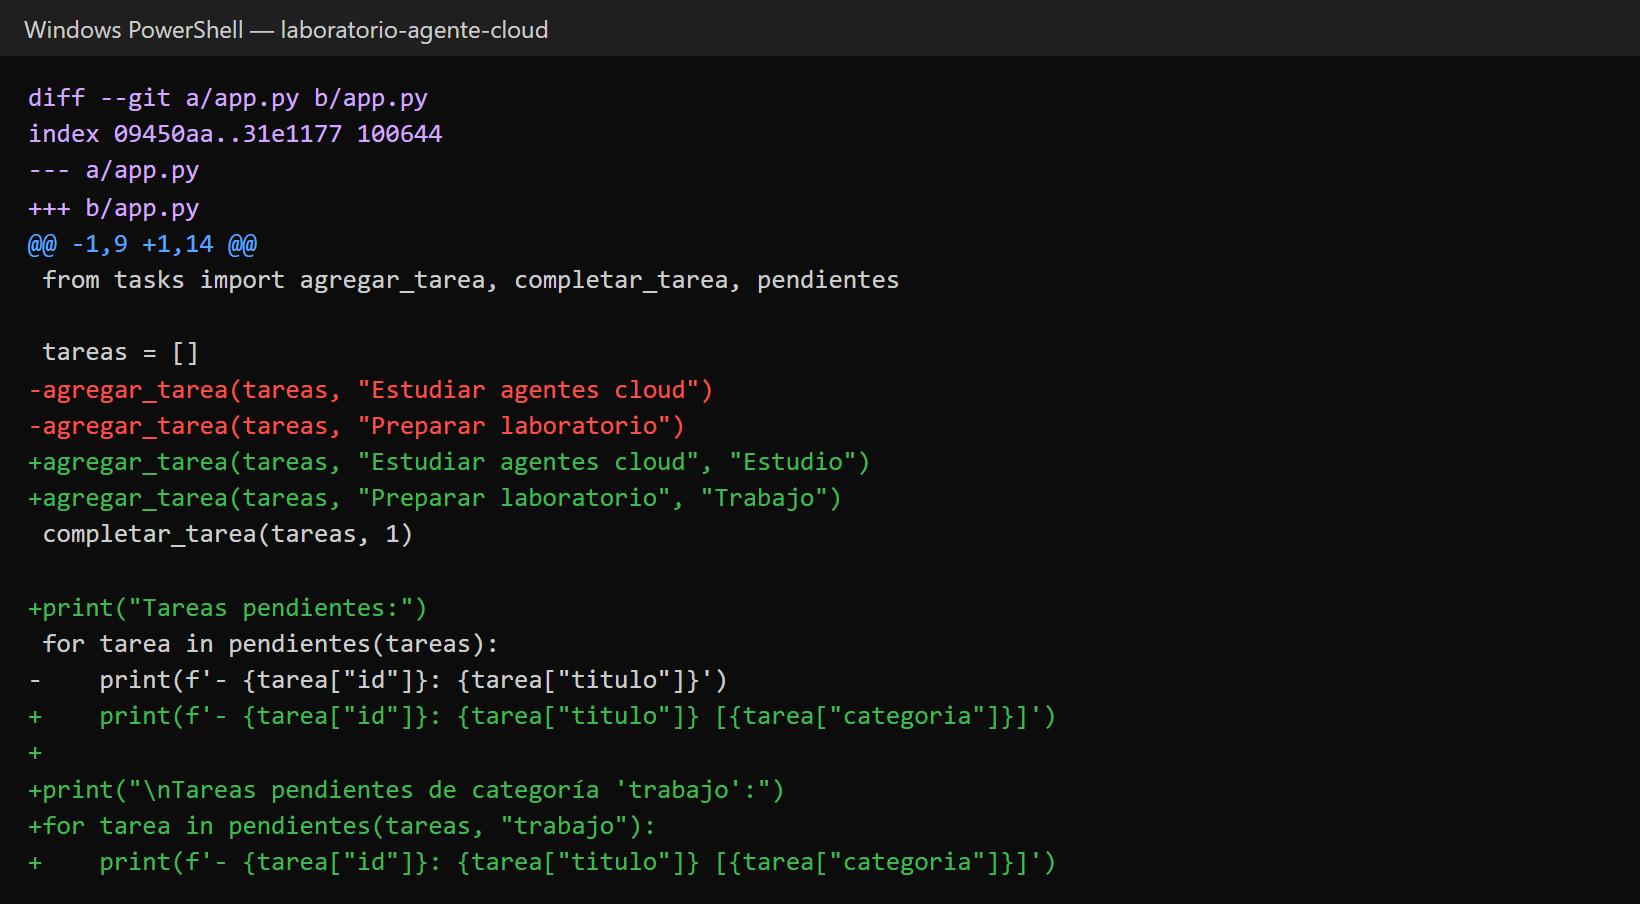 Windows PowerShell — laboratorio-agente-cloud
diff --git a/app.py b/app.py
index 09450aa..31e1177 100644
--- a/app.py
+++ b/app.py
@@ -1,9 +1,14 @@
 from tasks import agregar_tarea, completar_tarea, pendientes

 tareas = []
-agregar_tarea(tareas, "Estudiar agentes cloud")
-agregar_tarea(tareas, "Preparar laboratorio")
+agregar_tarea(tareas, "Estudiar agentes cloud", "Estudio")
+agregar_tarea(tareas, "Preparar laboratorio", "Trabajo")
 completar_tarea(tareas, 1)

+print("Tareas pendientes:")
 for tarea in pendientes(tareas):
-    print(f'- {tarea["id"]}: {tarea["titulo"]}')
+    print(f'- {tarea["id"]}: {tarea["titulo"]} [{tarea["categoria"]}]')
+
+print("\nTareas pendientes de categoría 'trabajo':")
+for tarea in pendientes(tareas, "trabajo"):
+    print(f'- {tarea["id"]}: {tarea["titulo"]} [{tarea["categoria"]}]')